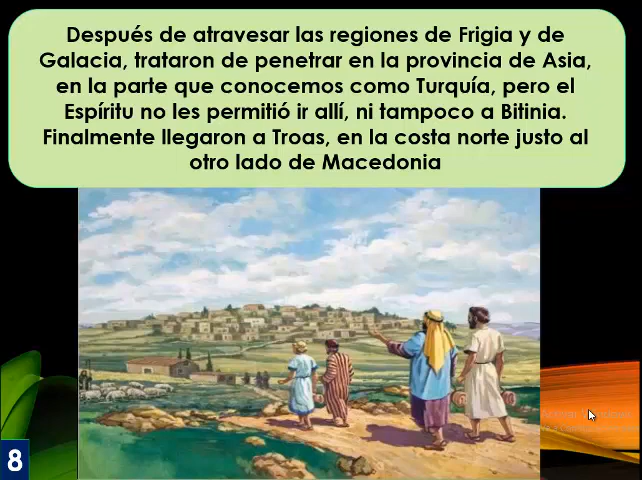 Después de atravesar las regiones de Frigia y de
Galacia, trataron de penetrar en la provincia de Asia,
en la parte que conocemos como Turquía, pero el
Espíritu no les permitió ir allí, ni tampoco a Bitinia.
Finalmente llegaron a Troas, en la costa norte justo al
otro lado de Macedonia
8